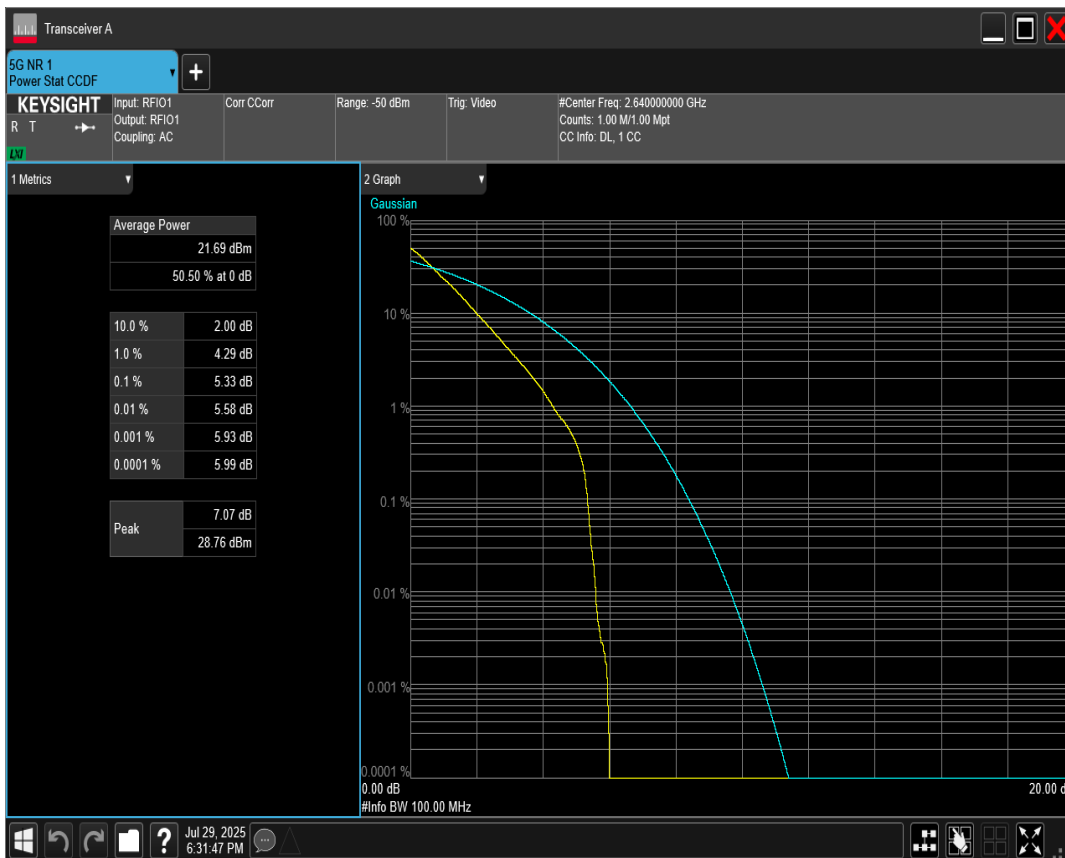 Transceiver A
5G NR 1
Power Stat CCDF
+
KEYSIGHT
R T
LXI
Input: RFIO1
Output: RFIO1
Coupling: AC
Corr CCorr
Range: -50 dBm
Trig: Video
#Center Freq: 2.640000000 GHz
Counts: 1.00 M/1.00 Mpt
CC Info: DL, 1 CC
1 Metrics
Average Power
21.69 dBm
50.50 % at 0 dB
10.0 % 2.00 dB
1.0 % 4.29 dB
0.1 % 5.33 dB
0.01 % 5.58 dB
0.001 % 5.93 dB
0.0001 % 5.99 dB
Peak
7.07 dB
28.76 dBm
2 Graph
Gaussian
100 %
10 %
1 %
0.1 %
0.01 %
0.001 %
0.0001 %
0.00 dB
20.00 d
#Info BW 100.00 MHz
?
Jul 29, 2025
6:31:47 PM